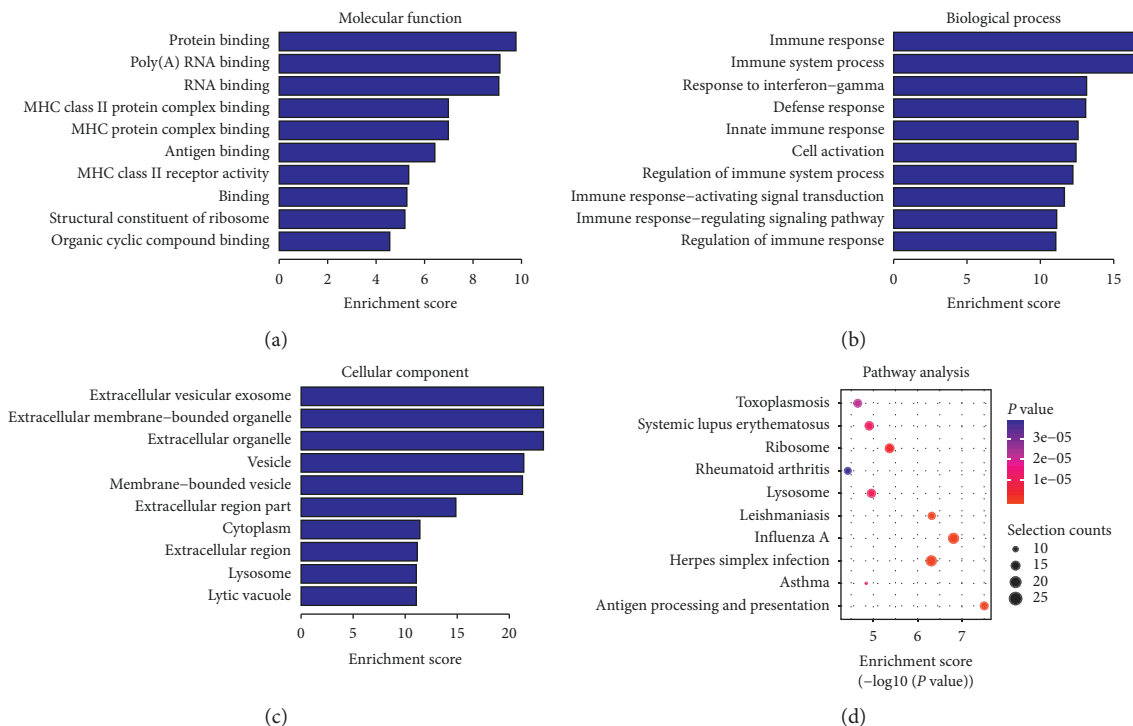 Molecular function
Protein binding
Poly(A) RNA binding
RNA binding
MHC class II protein complex binding
MHC protein complex binding
Antigen binding
MHC class II receptor activity
Binding
Structural constituent of ribosome
Organic cyclic compound binding
0 2 4 6 8 10
Enrichment score
(a)
Biological process
Immune response
Immune system process
Response to interferon−gamma
Defense response
Innate immune response
Cell activation
Regulation of immune system process
Immune response−activating signal transduction
Immune response−regulating signaling pathway
Regulation of immune response
0 5 10 15
Enrichment score
(b)
Cellular component
Extracellular vesicular exosome
Extracellular membrane−bounded organelle
Extracellular organelle
Vesicle
Membrane−bounded vesicle
Extracellular region part
Cytoplasm
Extracellular region
Lysosome
Lytic vacuole
0 5 10 15 20
Enrichment score
(c)
Pathway analysis
Toxoplasmosis
Systemic lupus erythematosus
Ribosome
Rheumatoid arthritis
Lysosome
Leishmaniasis
Influenza A
Herpes simplex infection
Asthma
Antigen processing and presentation
5 6 7
Enrichment score
(−log10 (P value))
P value
3e−05
2e−05
1e−05
Selection counts
10
15
20
25
(d)